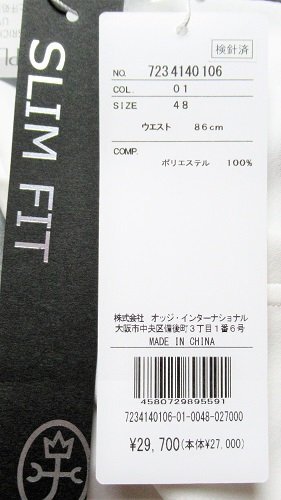 SLIM FIT
検針済
NO. 7234140106
COL. 01
SIZE 48
ウエスト 86cm
COMP.
ポリエステル 100%
株式会社 オッジ・インターナショナル
大阪市中央区備後町3丁目1番6号
MADE IN CHINA
4580729895591
7234140106-01-0048-027000
¥29,700(本体¥27,000)